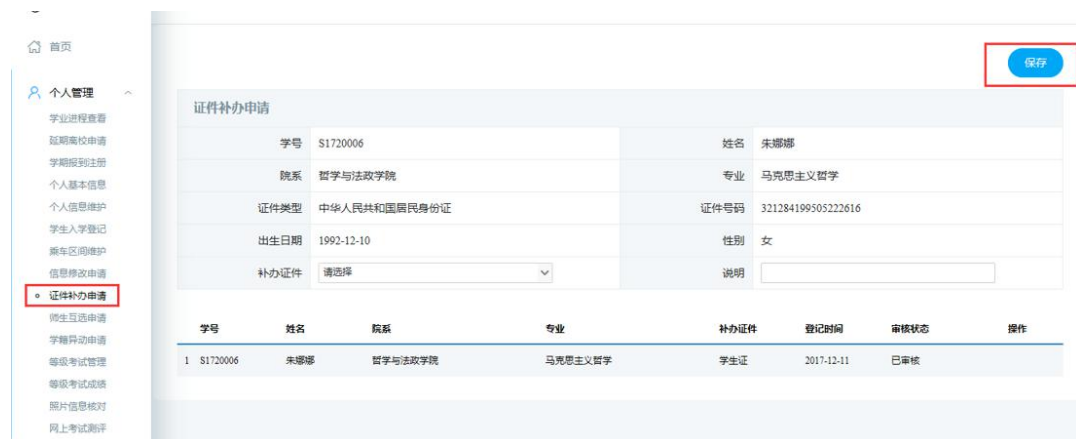 首页
保存
个人管理
学业进程查看
延期离校申请
学期报到注册
个人基本信息
个人信息维护
学生入学登记
乘车区间维护
信息修改申请
证件补办申请
师生互选申请
学籍异动申请
等级考试管理
等级考试成绩
照片信息核对
网上考试测评
证件补办申请
学号 S1720006 姓名 朱娜娜
院系 哲学与法政学院 专业 马克思主义哲学
证件类型 中华人民共和国居民身份证 证件号码 321284199505222616
出生日期 1992-12-10 性别 女
补办证件 请选择 说明
学号 姓名 院系 专业 补办证件 登记时间 审核状态 操作
1 S1720006 朱娜娜 哲学与法政学院 马克思主义哲学 学生证 2017-12-11 已审核